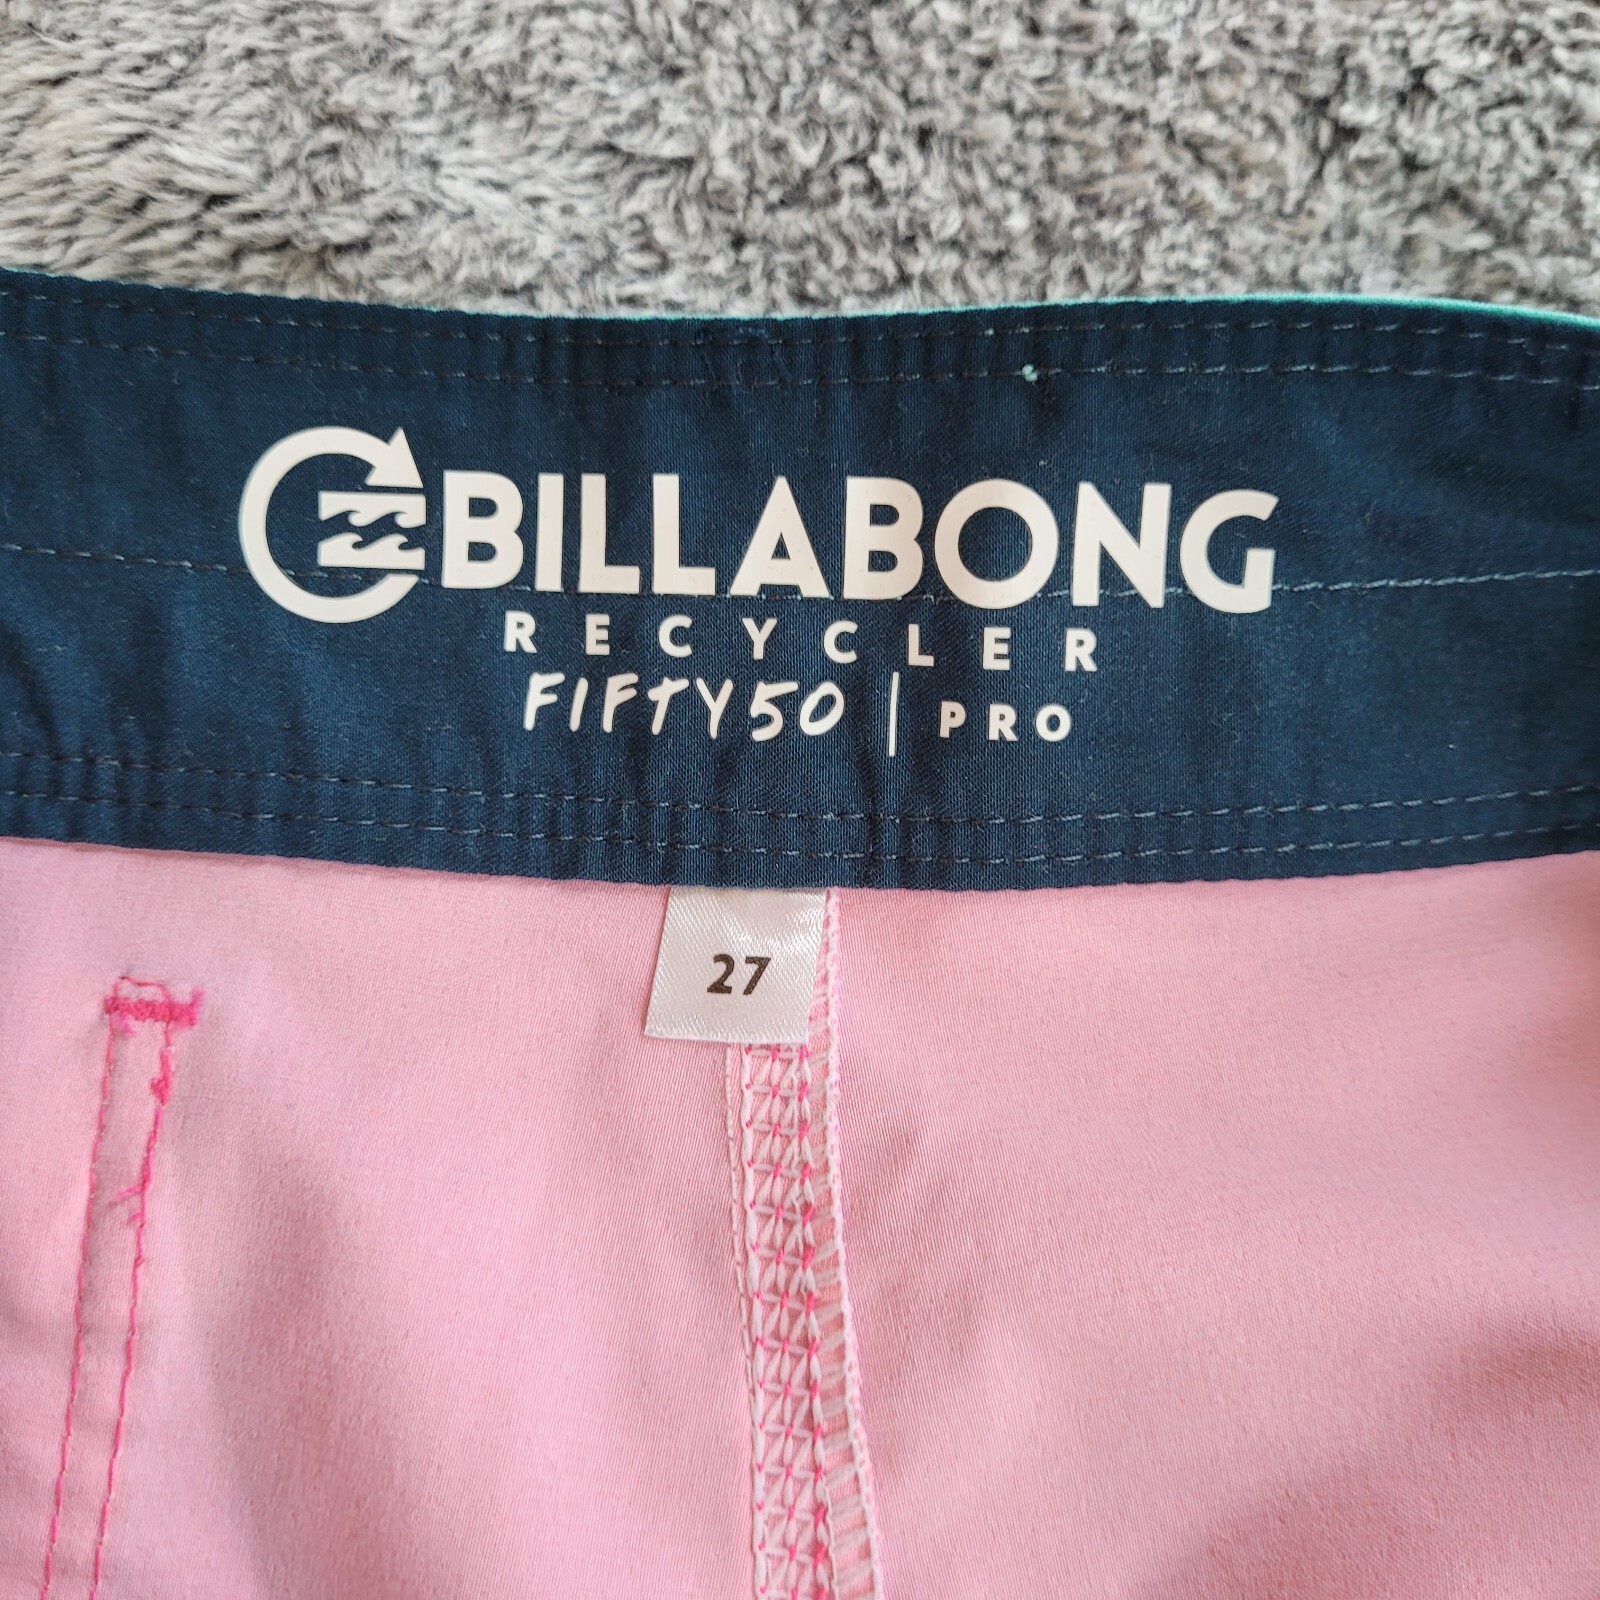 BILLABONG
RECYCLER
FIFTY50 | PRO
27